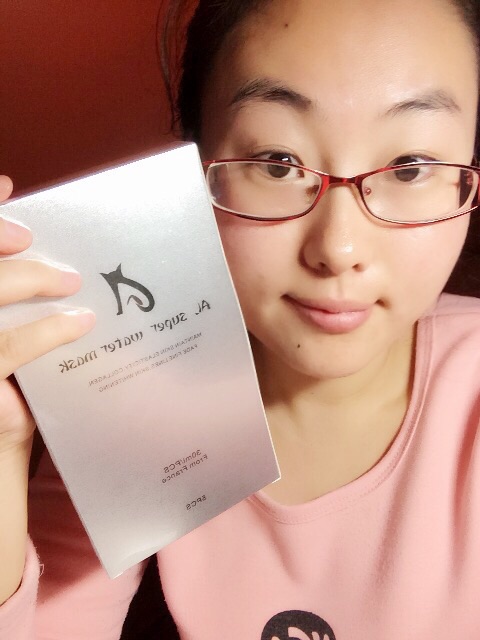 AL super water mask
MAINTAIN SKIN ELASTICITY COLLAGEN
FADE FINE LINES SKIN WHITENING
30mL/PCS
From France
5PCS